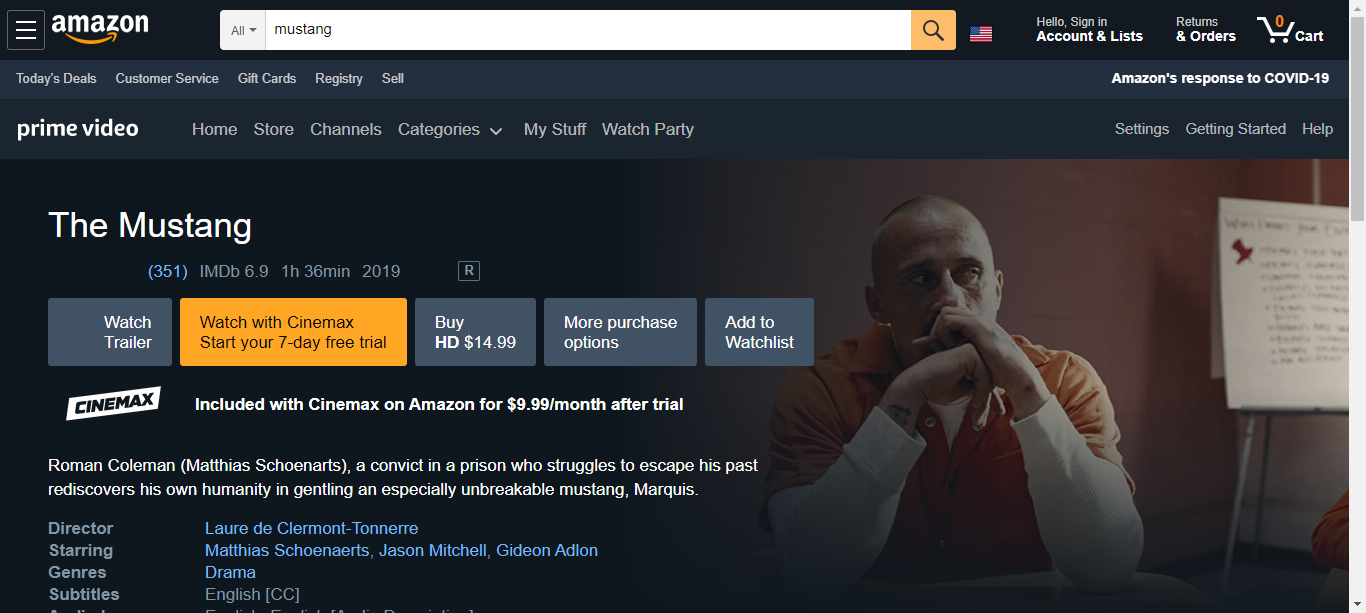 amazon
All
mustang
Hello, Sign in
Account & Lists
Returns
& Orders
0
Cart
Today's Deals Customer Service Gift Cards Registry Sell
Amazon's response to COVID-19
prime video
Home Store Channels Categories My Stuff Watch Party
Settings Getting Started Help
The Mustang
(351) IMDb 6.9 1h 36min 2019 R
Watch
Trailer
Watch with Cinemax
Start your 7-day free trial
Buy
HD $14.99
More purchase
options
Add to
Watchlist
CINEMAX
Included with Cinemax on Amazon for $9.99/month after trial
Roman Coleman (Matthias Schoenarts), a convict in a prison who struggles to escape his past
rediscovers his own humanity in gentling an especially unbreakable mustang, Marquis.
Director Laure de Clermont-Tonnerre
Starring Matthias Schoenaerts, Jason Mitchell, Gideon Adlon
Genres Drama
Subtitles English [CC]